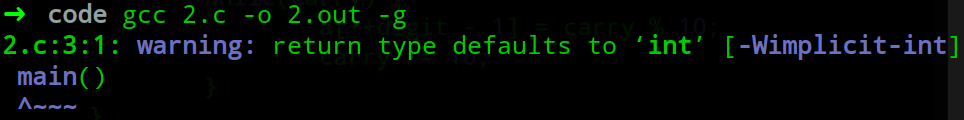 ➜ code gcc 2.c -o 2.out -g
2.c:3:1: warning: return type defaults to ‘int’ [-Wimplicit-int]
main()
^~~~